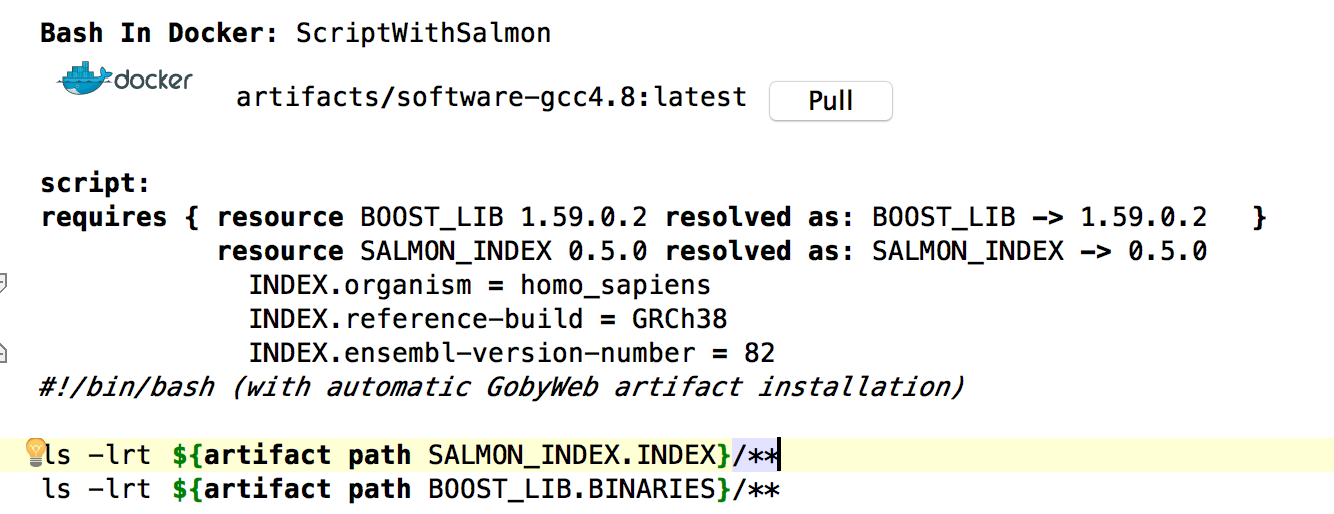 Bash In Docker: ScriptWithSalmon
docker
artifacts/software-gcc4.8:latest Pull
script:
requires { resource BOOST_LIB 1.59.0.2 resolved as: BOOST_LIB -> 1.59.0.2 }
resource SALMON_INDEX 0.5.0 resolved as: SALMON_INDEX -> 0.5.0
INDEX.organism = homo_sapiens
INDEX.reference-build = GRCh38
INDEX.ensembl-version-number = 82
#!/bin/bash (with automatic GobyWeb artifact installation)
ls -lrt ${artifact path SALMON_INDEX.INDEX}/**
ls -lrt ${artifact path BOOST_LIB.BINARIES}/**